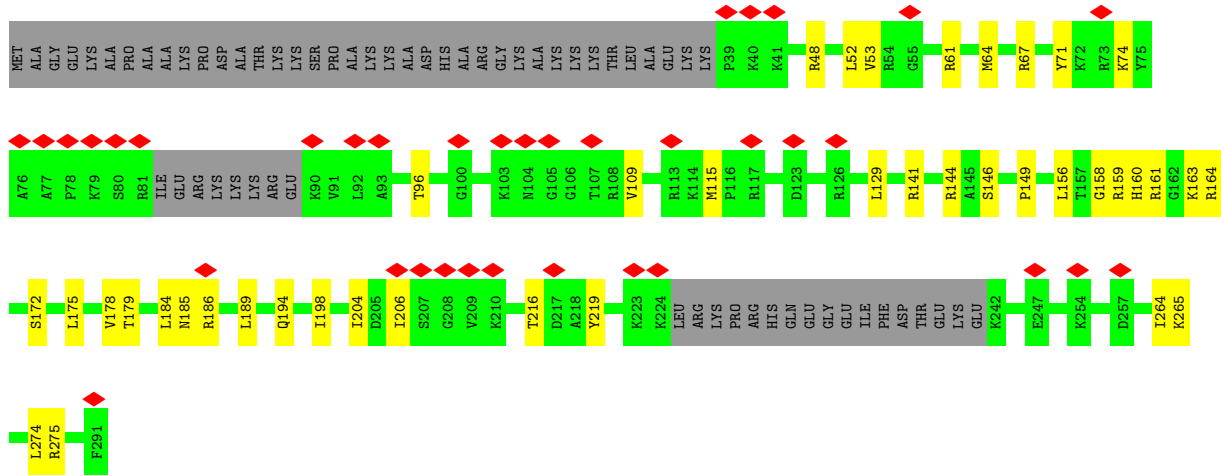 MET ALA GLY GLU LYS ALA PRO ALA ALA LYS PRO ASP ALA THR LYS LYS SER PRO ALA LYS LYS ALA ASP HIS ALA ARG GLY LYS ALA LYS LYS LYS THR LEU ALA GLU LYS LYS P39 K40 K41 R48 L52 V53 R54 G55 R61 M64 R67 Y71 K72 R73 K74 Y75
A76 A77 P78 K79 S80 R81 ILE GLU ARG LYS LYS LYS ARG GLU K90 V91 L92 A93 T96 G100 K103 N104 G105 G106 T107 R108 V109 R113 K114 M115 P116 R117 D123 R126 L129 R141 R144 A145 S146 P149 L156 T157 G158 R159 H160 R161 G162 K163 R164
S172 L175 V178 T179 L184 N185 R186 L189 Q194 I198 I204 D205 I206 S207 G208 V209 K210 T216 D217 A218 Y219 K223 K224 LEU ARG LYS PRO ARG HIS GLN GLU GLY GLU ILE PHE ASP THR GLU LYS GLU K242 E247 K254 D257 I264 K265
L274 R275 F291